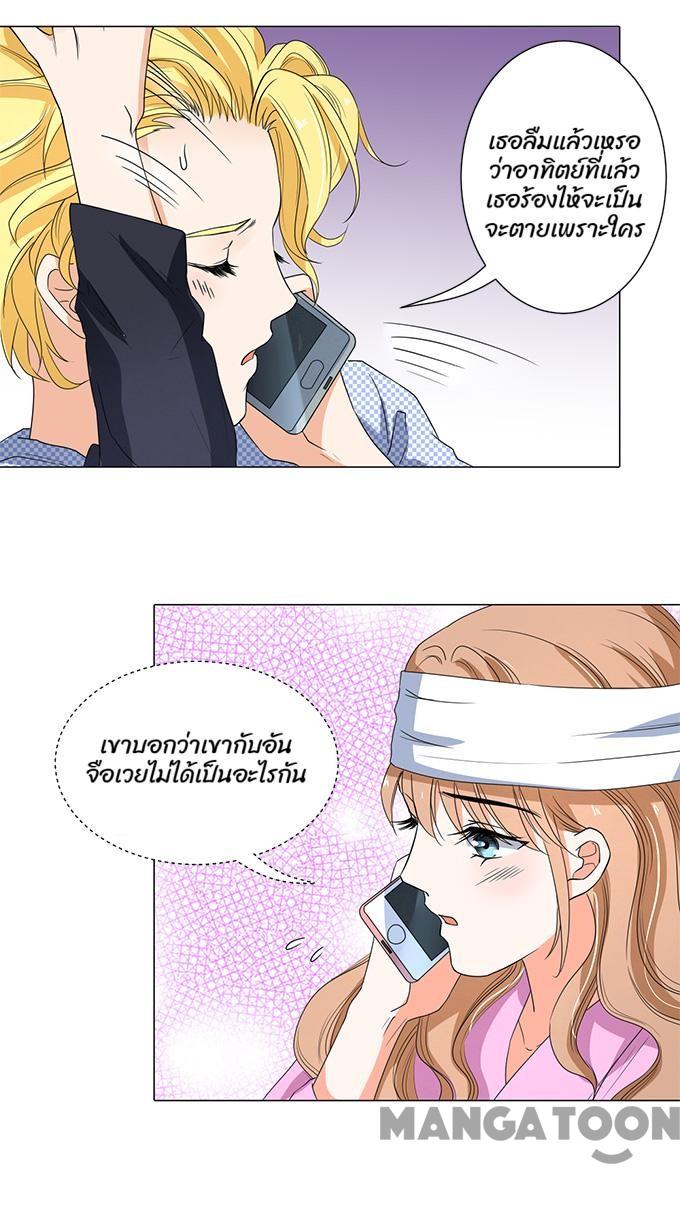 เธอลืมแล้วเหรอ
ว่าอาทิตย์ที่แล้ว
เธอร้องไห้จะเป็น
จะตายเพราะใคร
เขาบอกว่าเขากับอัน
จือเวยไม่ได้เป็นอะไรกัน
MANGATOON